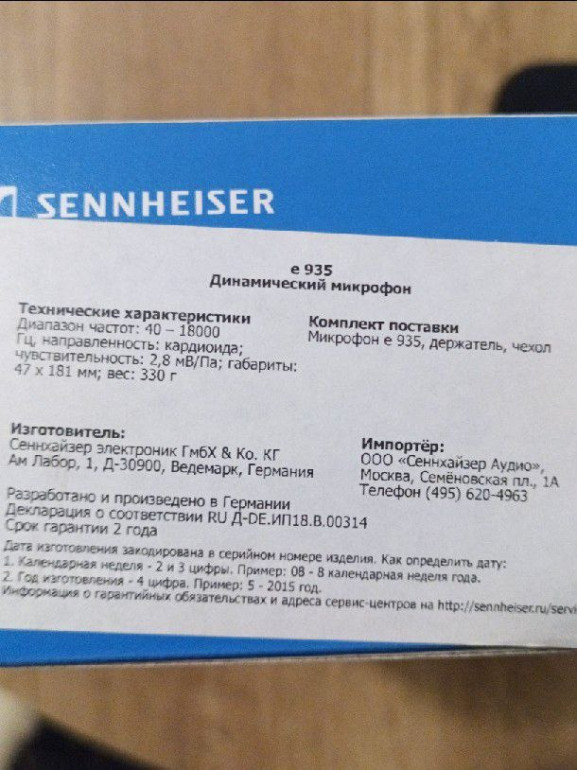 SENNHEISER
e 935
Динамический микрофон
Технические характеристики
Диапазон частот: 40 – 18000
Гц, направленность: кардиоида;
чувствительность: 2,8 мВ/Па; габариты:
47 x 181 мм; вес: 330 г
Комплект поставки
Микрофон e 935, держатель, чехол
Изготовитель:
Сеннхайзер электроник ГмбХ & Ко. КГ
Ам Лабор, 1, Д-30900, Ведемарк, Германия
Импортёр:
ООО «Сеннхайзер Аудио»,
Москва, Семёновская пл., 1А
Телефон (495) 620-4963
Разработано и произведено в Германии
Декларация о соответствии RU Д-DE.ИП18.В.00314
Срок гарантии 2 года
Дата изготовления закодирована в серийном номере изделия. Как определить дату:
1. Календарная неделя - 2 и 3 цифры. Пример: 08 - 8 календарная неделя года.
2. Год изготовления - 4 цифра. Пример: 5 - 2015 год.
Информация о гарантийных обязательствах и адреса сервис-центров на http://sennheiser.ru/servi